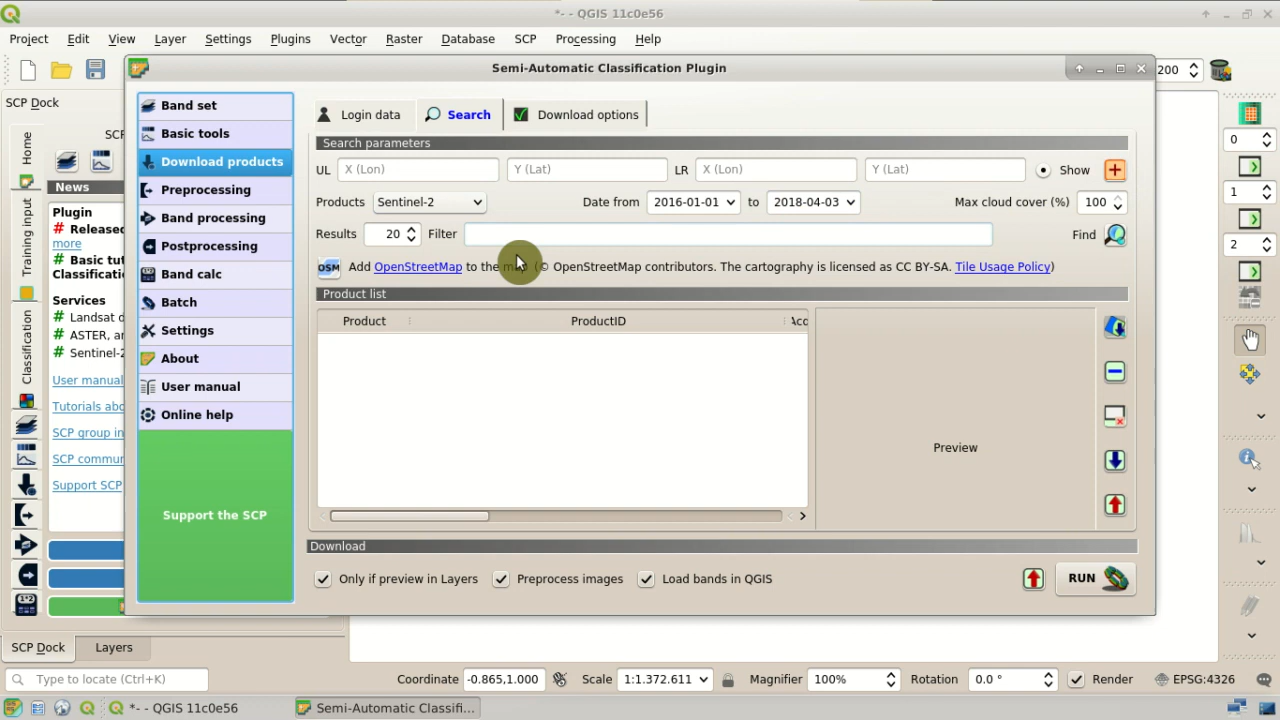 *- - QGIS 11c0e56
Project Edit View Layer Settings Plugins Vector Raster Database SCP Processing Help
Semi-Automatic Classification Plugin
200
SCP Dock
Home
Training input
Classification
SCP
News
Plugin
# Released
more
# Basic tu
Classificatio
Services
# Landsat d
# ASTER, an
# Sentinel-2
User manual
Tutorials abo
SCP group in
SCP commun
Support SCP
Band set
Basic tools
Download products
Preprocessing
Band processing
Postprocessing
Band calc
Batch
Settings
About
User manual
Online help
Support the SCP
Login data Search Download options
Search parameters
UL X (Lon) Y (Lat) LR X (Lon) Y (Lat) Show
Products Sentinel-2 Date from 2016-01-01 to 2018-04-03 Max cloud cover (%) 100
Results 20 Filter Find
OSM Add OpenStreetMap to the map (© OpenStreetMap contributors. The cartography is licensed as CC BY-SA. Tile Usage Policy)
Product list
Product ProductID Acc
Preview
Download
Only if preview in Layers Preprocess images Load bands in QGIS RUN
0
1
2
SCP Dock Layers
Type to locate (Ctrl+K) Coordinate -0.865,1.000 Scale 1:1.372.611 Magnifier 100% Rotation 0.0 ° Render EPSG:4326
*- - QGIS 11c0e56 Semi-Automatic Classifi...